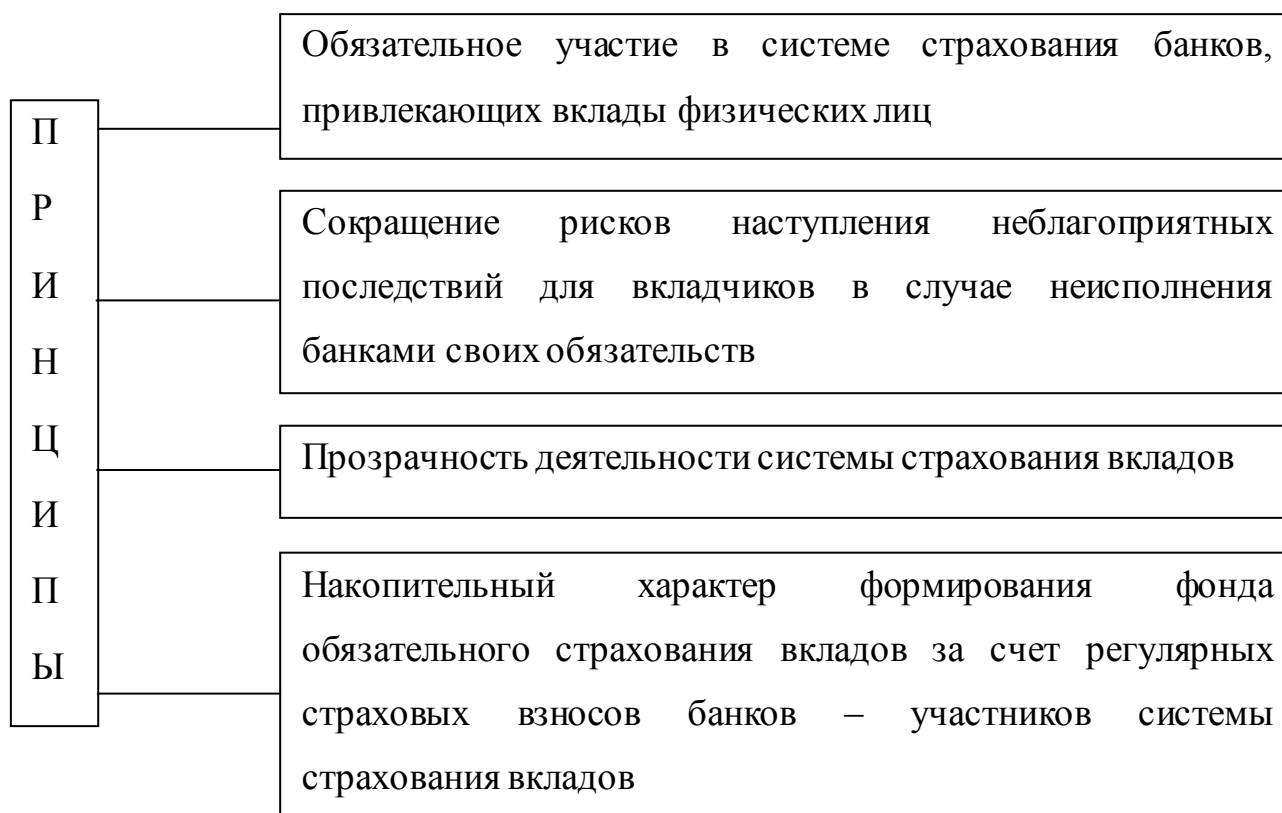 П
Р
И
Н
Ц
И
П
Ы
Обязательное участие в системе страхования банков,
привлекающих вклады физических лиц
Сокращение рисков наступления неблагоприятных
последствий для вкладчиков в случае неисполнения
банками своих обязательств
Прозрачность деятельности системы страхования вкладов
Накопительный характер формирования фонда
обязательного страхования вкладов за счет регулярных
страховых взносов банков – участников системы
страхования вкладов